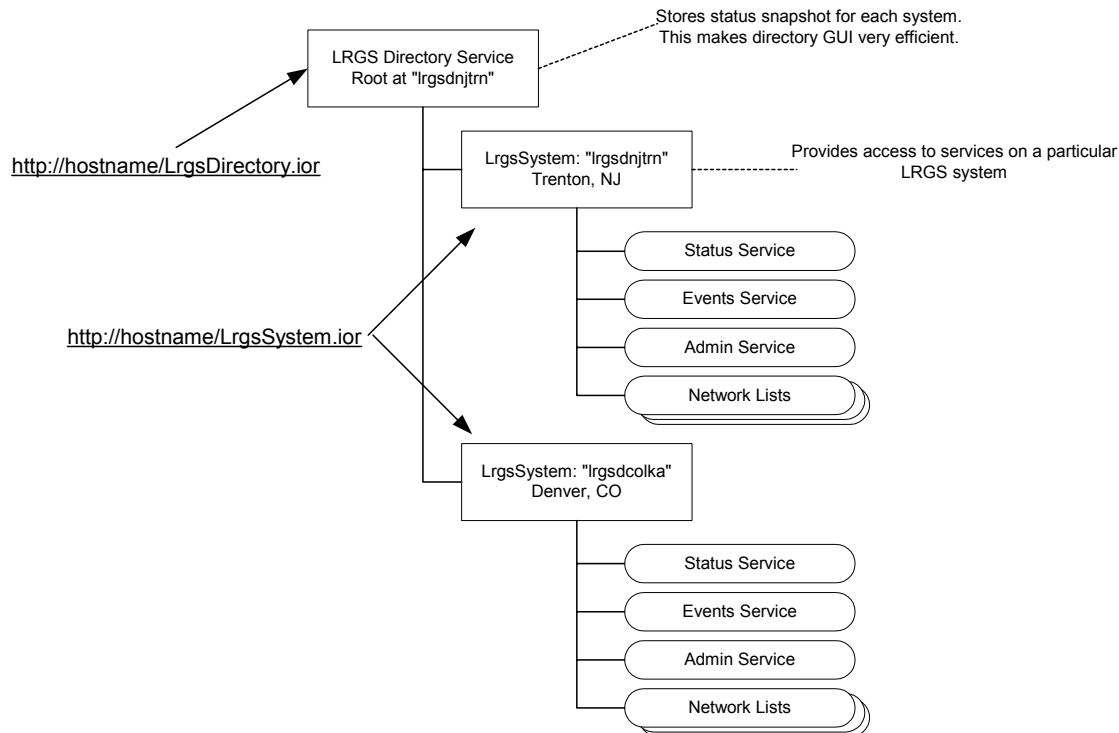 Stores status snapshot for each system.
This makes directory GUI very efficient.
LRGS Directory Service
Root at "lrgsdnjtrn"
http://hostname/LrgsDirectory.ior
LrgsSystem: "lrgsdnjtrn"
Trenton, NJ
Provides access to services on a particular
LRGS system
Status Service
Events Service
http://hostname/LrgsSystem.ior
Admin Service
Network Lists
LrgsSystem: "lrgsdcolka"
Denver, CO
Status Service
Events Service
Admin Service
Network Lists